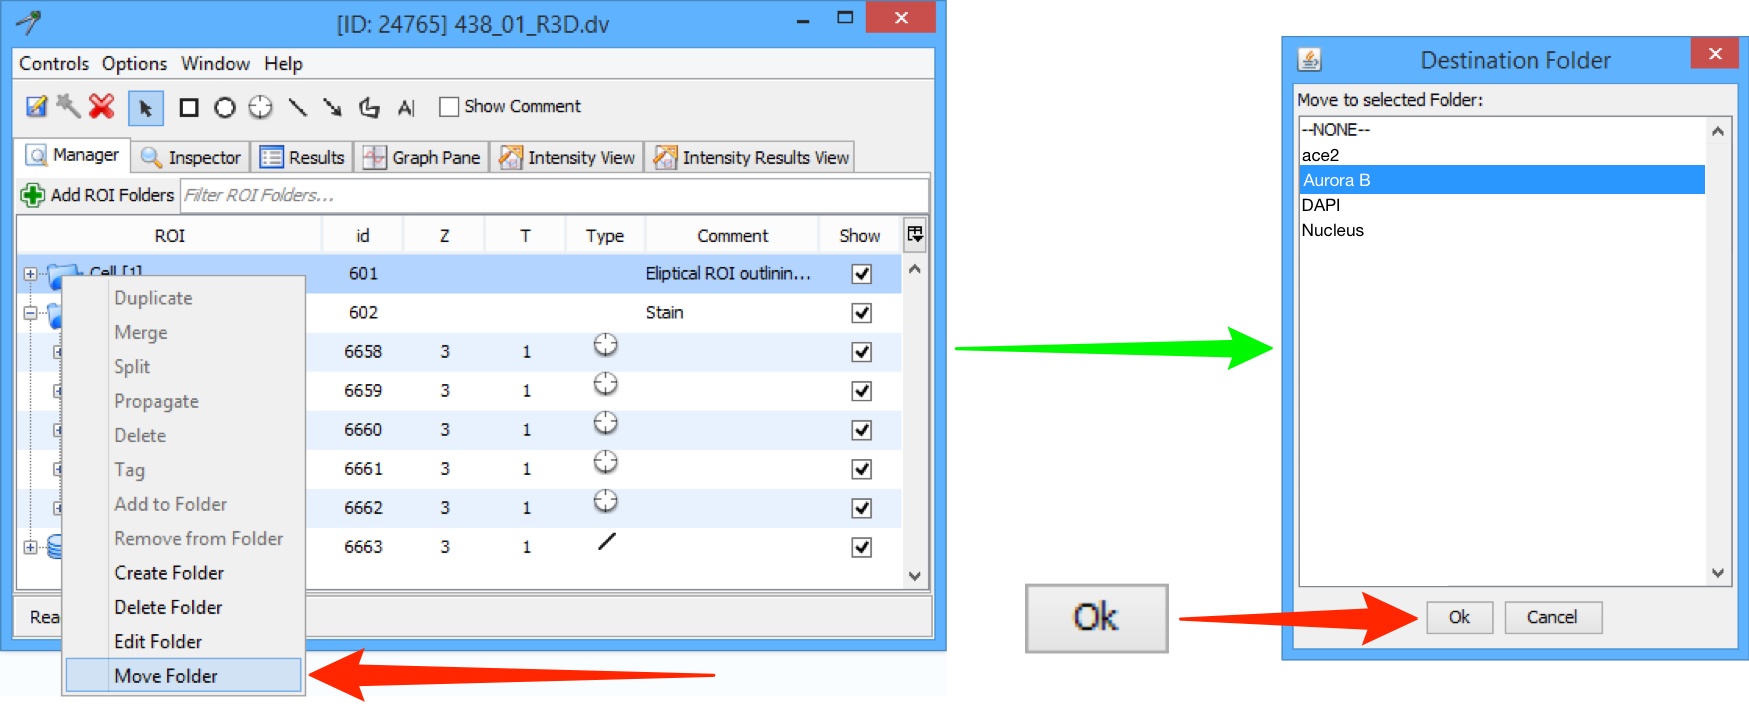 [ID: 24765] 438_01_R3D.dv
Controls Options Window Help
A| Show Comment
Manager Inspector Results Graph Pane Intensity View Intensity Results View
Add ROI Folders Filter ROI Folders...
ROI id Z T Type Comment Show
Cell [1] 601 Eliptical ROI outlinin...
602 Stain
6658 3 1
6659 3 1
6660 3 1
6661 3 1
6662 3 1
6663 3 1
Duplicate
Merge
Split
Propagate
Delete
Tag
Add to Folder
Remove from Folder
Create Folder
Delete Folder
Edit Folder
Move Folder
Ok
Destination Folder
Move to selected Folder:
--NONE--
ace2
Aurora B
DAPI
Nucleus
Ok Cancel